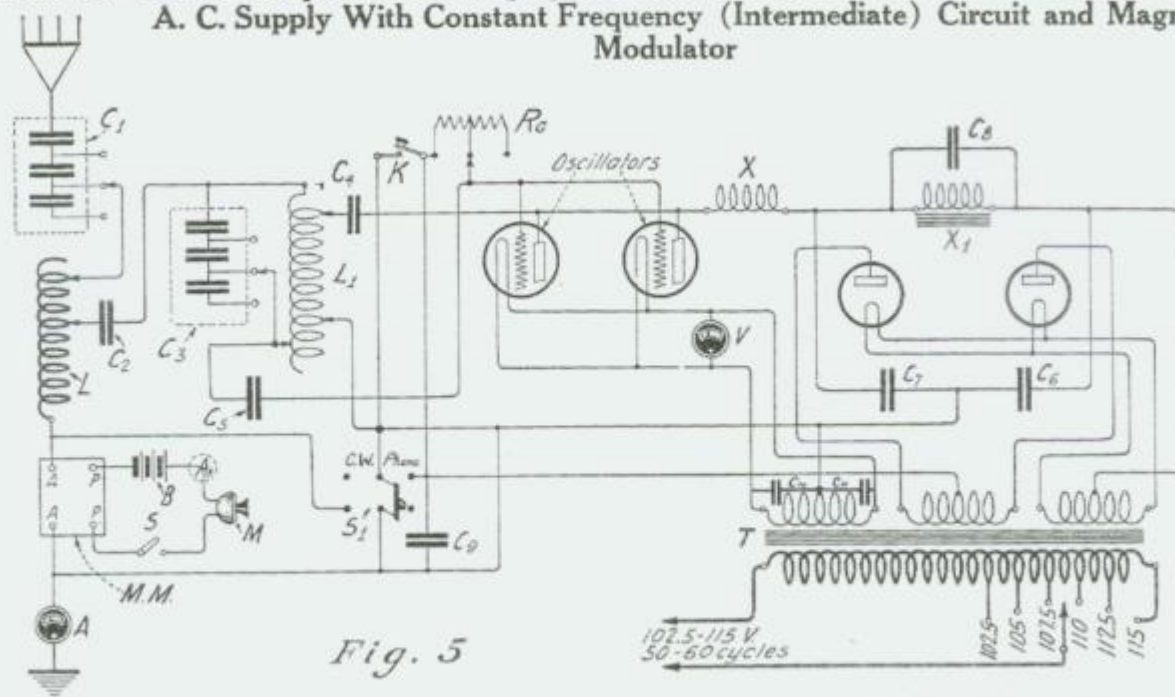 A. C. Supply With Constant Frequency (Intermediate) Circuit and Magn
Modulator
C1
C2
L
C3
L1
C4
C5
K
Ro
Oscillators
X
C8
X1
V
C7
C6
C.W. Phone
S1
C9
A
P
A
P
B
A1
S
M
M.M.
A
T
102.5-115 V.
50-60 cycles
102.5
105
107.5
110
112.5
115
Fig. 5